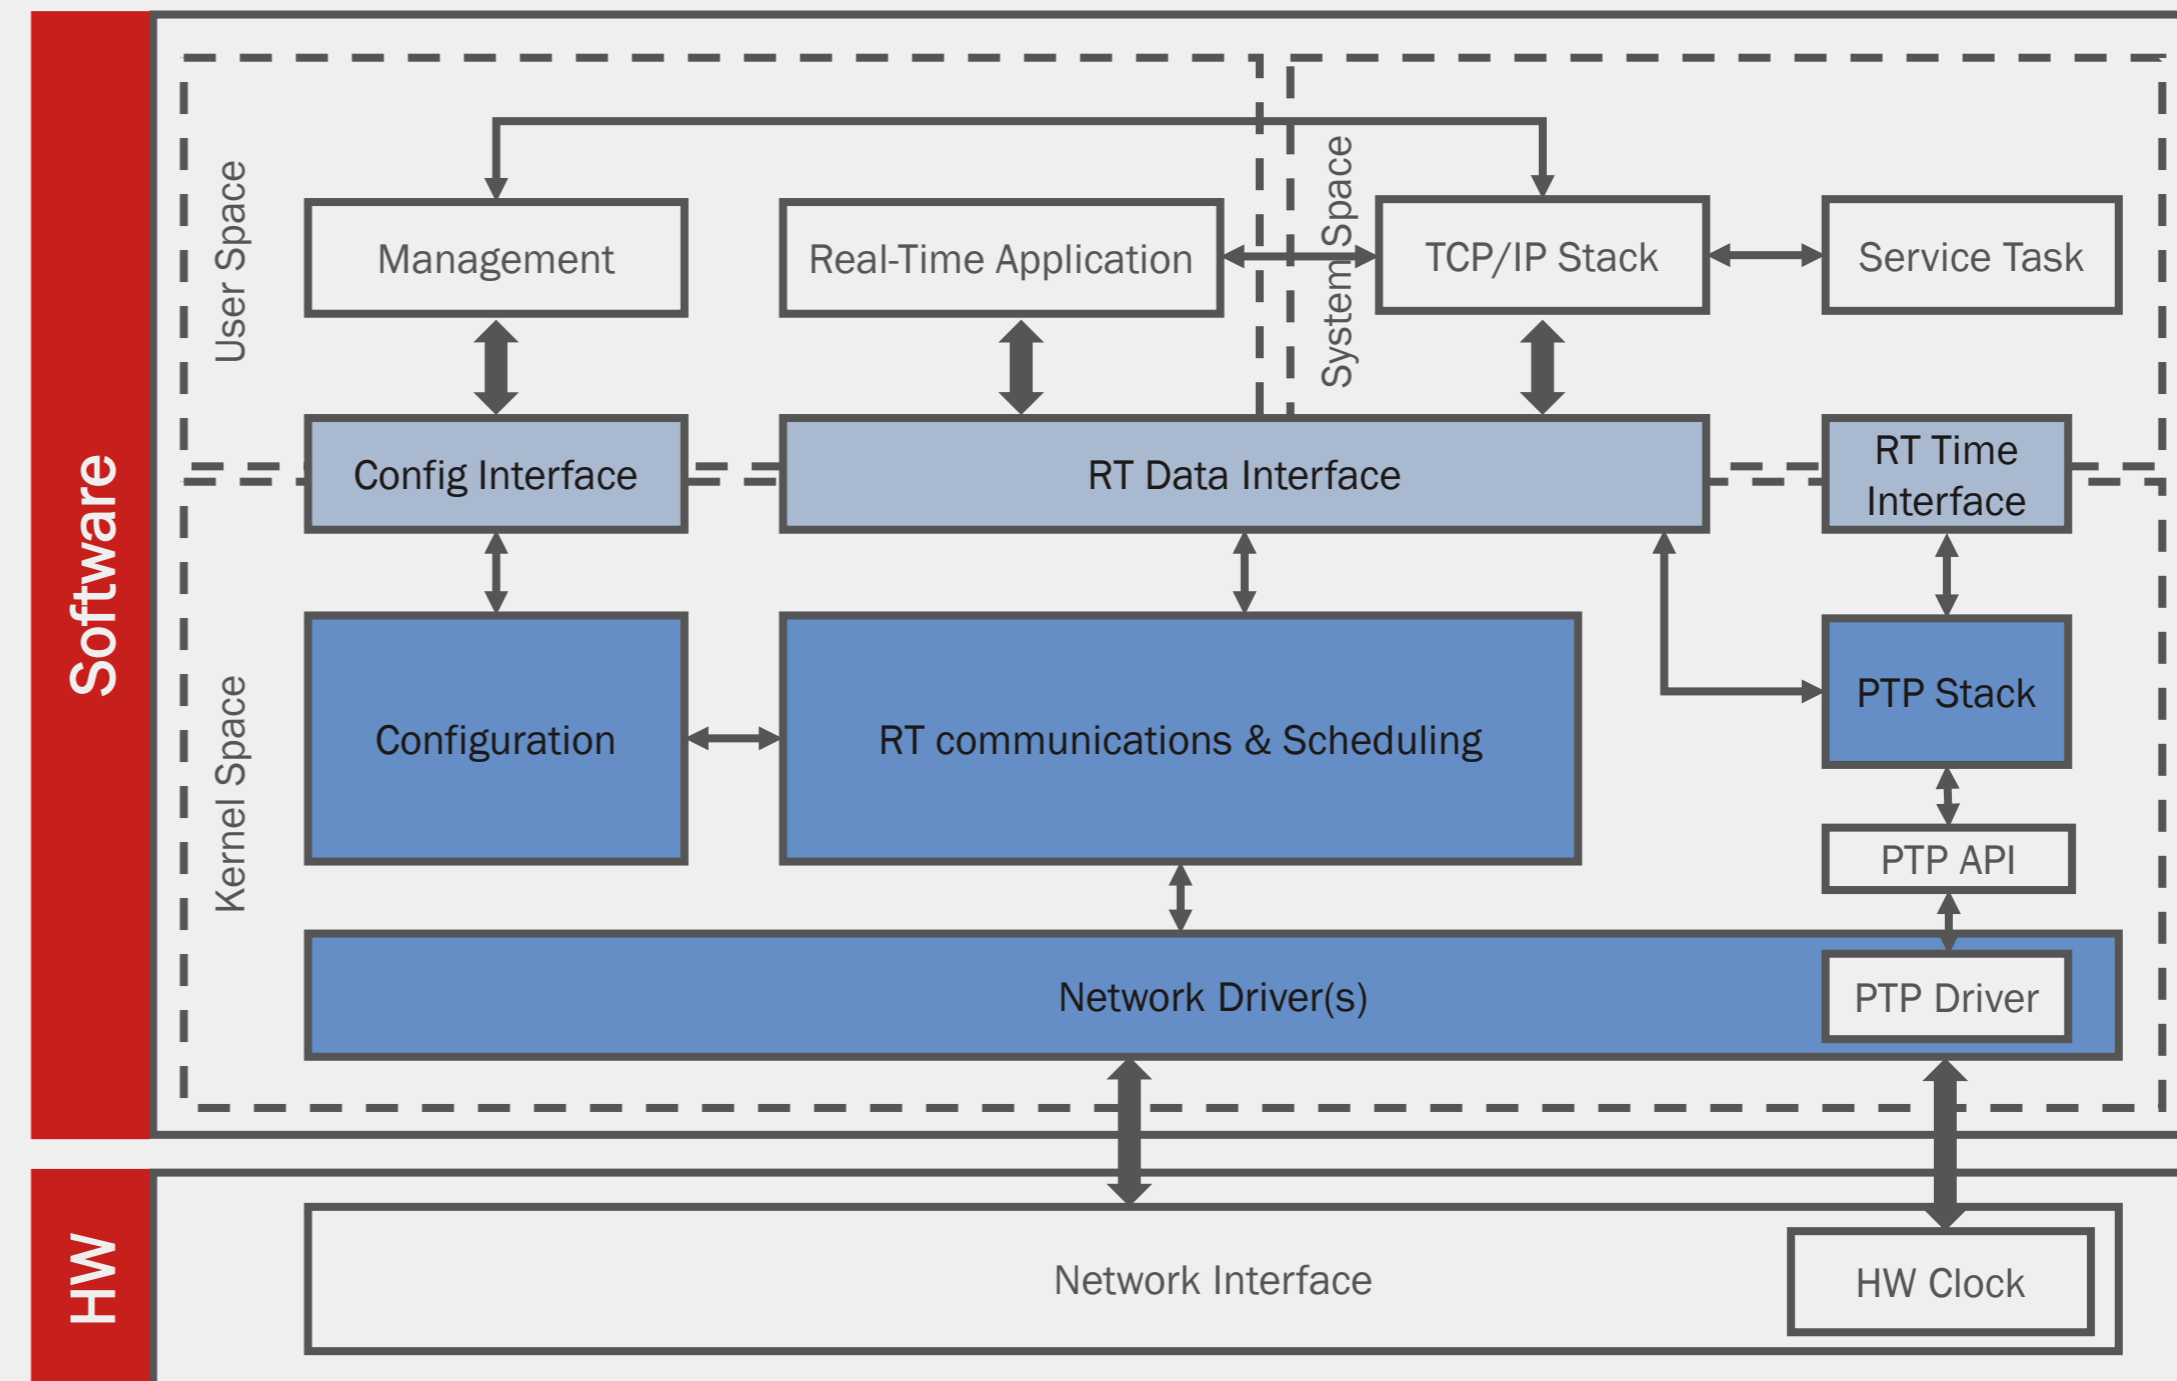 Software
User Space
System Space
Management
Real-Time Application
TCP/IP Stack
Service Task
Config Interface
RT Data Interface
RT Time
Interface
Kernel Space
Configuration
RT communications & Scheduling
PTP Stack
PTP API
Network Driver(s)
PTP Driver
HW
Network Interface
HW Clock